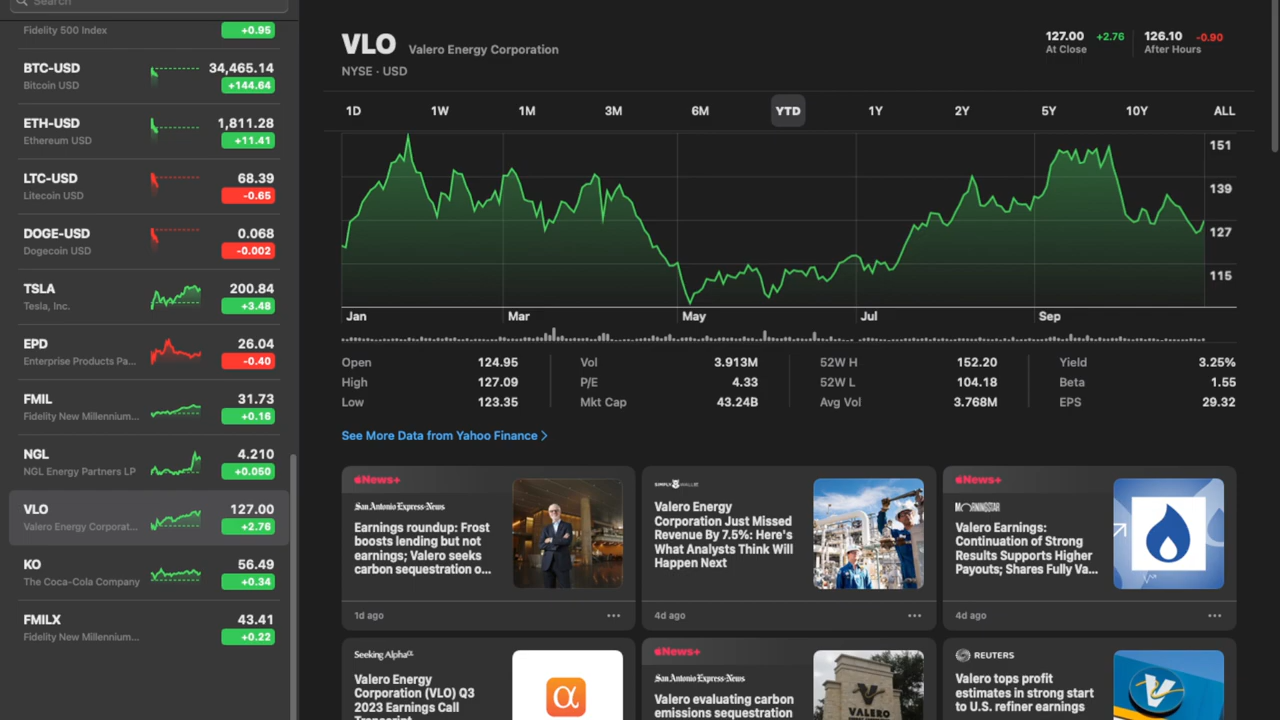 Search
Fidelity 500 Index
+0.95
BTC-USD
34,465.14
Bitcoin USD
+144.64
ETH-USD
1,811.28
Ethereum USD
+11.41
LTC-USD
68.39
Litecoin USD
-0.65
DOGE-USD
0.068
Dogecoin USD
-0.002
TSLA
200.84
Tesla, Inc.
+3.48
EPD
26.04
Enterprise Products Pa...
-0.40
FMIL
31.73
Fidelity New Millennium...
+0.16
NGL
4.210
NGL Energy Partners LP
+0.050
VLO
127.00
Valero Energy Corporat...
+2.76
KO
56.49
The Coca-Cola Company
+0.34
FMILX
43.41
Fidelity New Millennium...
+0.22
VLO Valero Energy Corporation
NYSE · USD
127.00 +2.76
At Close
126.10 -0.90
After Hours
1D 1W 1M 3M 6M YTD 1Y 2Y 5Y 10Y ALL
151
139
127
115
Jan Mar May Jul Sep
Open 124.95 Vol 3.913M 52W H 152.20 Yield 3.25%
High 127.09 P/E 4.33 52W L 104.18 Beta 1.55
Low 123.35 Mkt Cap 43.24B Avg Vol 3.768M EPS 29.32
See More Data from Yahoo Finance >
News+
San Antonio Express-News
Earnings roundup: Frost
boosts lending but not
earnings; Valero seeks
carbon sequestration o...
1d ago
SIMPLY WALL ST
Valero Energy
Corporation Just Missed
Revenue By 7.5%: Here's
What Analysts Think Will
Happen Next
4d ago
News+
MORNINGSTAR
Valero Earnings:
Continuation of Strong
Results Supports Higher
Payouts; Shares Fully Va...
4d ago
Seeking Alphaα
Valero Energy
Corporation (VLO) Q3
2023 Earnings Call
Transcript
α
News+
San Antonio Express-News
Valero evaluating carbon
emissions sequestration
VALERO
REUTERS
Valero tops profit
estimates in strong start
to U.S. refiner earnings